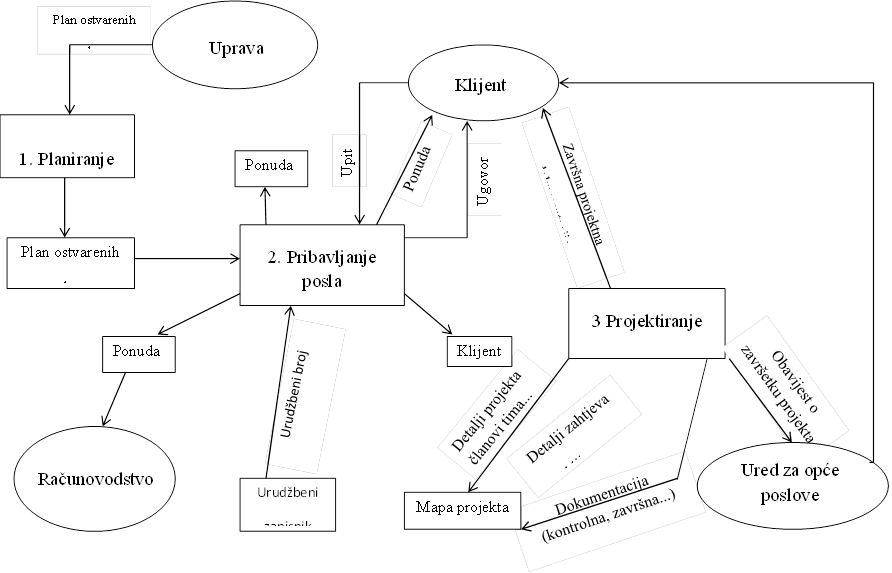 Plan ostvarenih
Uprava
Klijent
1. Planiranje
Ponuda
Upit
Ponuda
Ugovor
Završna projektna
Plan ostvarenih
2. Pribavljanje
posla
3 Projektiranje
Ponuda
Urudžbeni broj
Klijent
Detalji projekta
članovi tima...
Detalji zahtjeva
Obavijest o
završetku projekta
Računovodstvo
Urudžbeni
zapisnik
Mapa projekta
Dokumentacija
(kontrolna, završna...)
Ured za opće
poslove